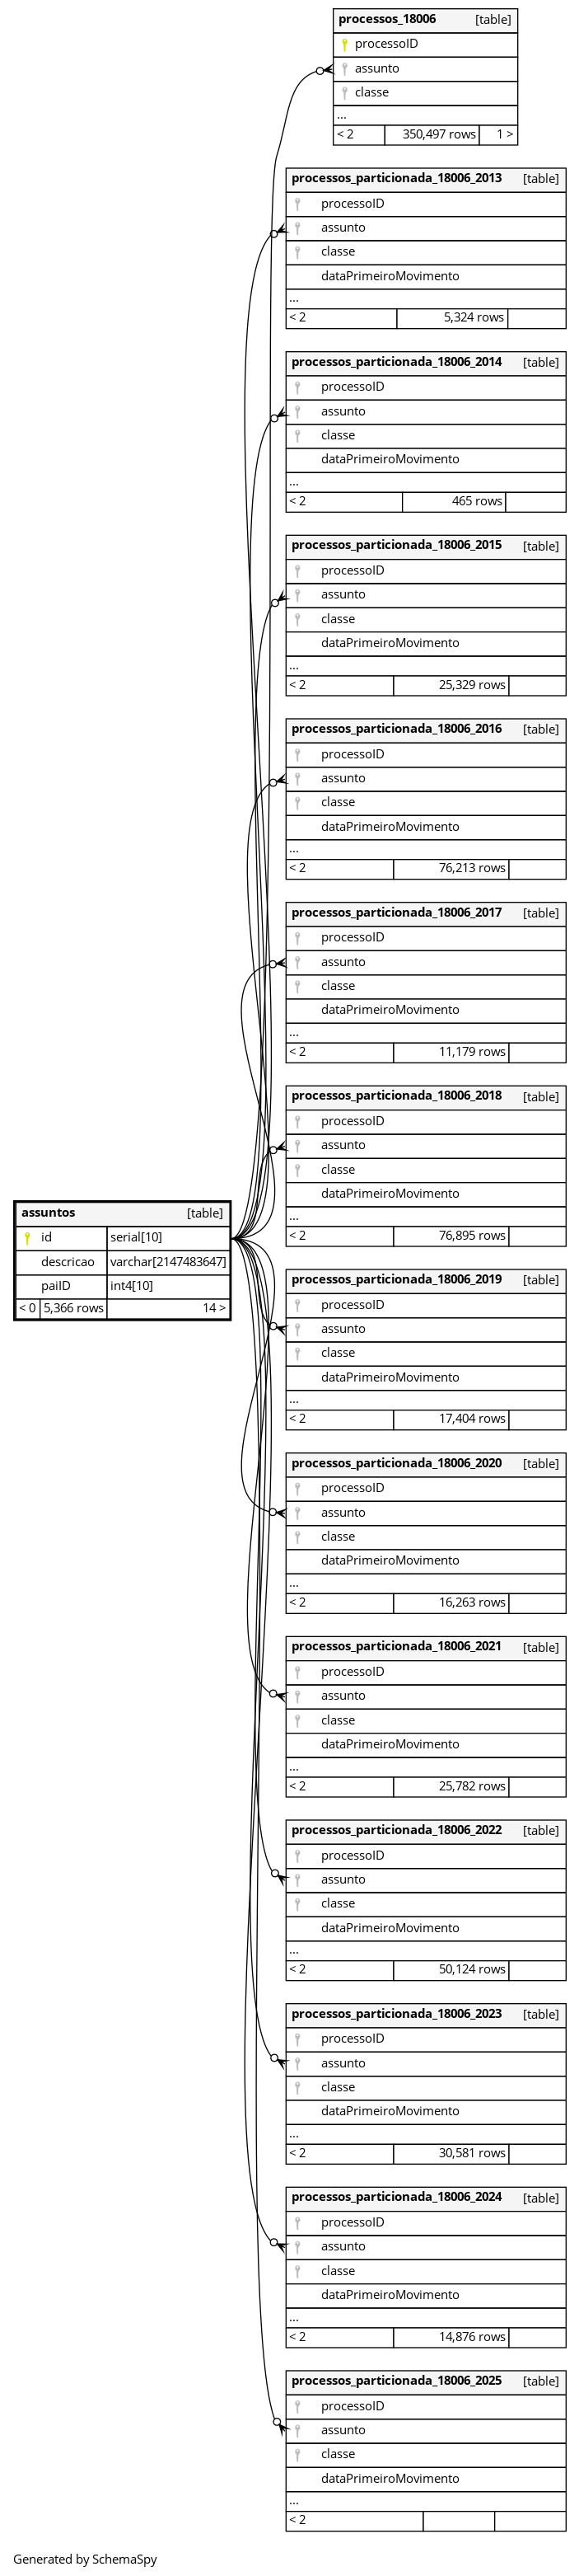 processos_18006 [table]
processoID
assunto
classe
...
< 2 350,497 rows 1 >
processos_particionada_18006_2013 [table]
processoID
assunto
classe
dataPrimeiroMovimento
...
< 2 5,324 rows
processos_particionada_18006_2014 [table]
processoID
assunto
classe
dataPrimeiroMovimento
...
< 2 465 rows
processos_particionada_18006_2015 [table]
processoID
assunto
classe
dataPrimeiroMovimento
...
< 2 25,329 rows
processos_particionada_18006_2016 [table]
processoID
assunto
classe
dataPrimeiroMovimento
...
< 2 76,213 rows
processos_particionada_18006_2017 [table]
processoID
assunto
classe
dataPrimeiroMovimento
...
< 2 11,179 rows
processos_particionada_18006_2018 [table]
processoID
assunto
classe
dataPrimeiroMovimento
...
< 2 76,895 rows
assuntos [table]
id serial[10]
descricao varchar[2147483647]
paiID int4[10]
< 0 5,366 rows 14 >
processos_particionada_18006_2019 [table]
processoID
assunto
classe
dataPrimeiroMovimento
...
< 2 17,404 rows
processos_particionada_18006_2020 [table]
processoID
assunto
classe
dataPrimeiroMovimento
...
< 2 16,263 rows
processos_particionada_18006_2021 [table]
processoID
assunto
classe
dataPrimeiroMovimento
...
< 2 25,782 rows
processos_particionada_18006_2022 [table]
processoID
assunto
classe
dataPrimeiroMovimento
...
< 2 50,124 rows
processos_particionada_18006_2023 [table]
processoID
assunto
classe
dataPrimeiroMovimento
...
< 2 30,581 rows
processos_particionada_18006_2024 [table]
processoID
assunto
classe
dataPrimeiroMovimento
...
< 2 14,876 rows
processos_particionada_18006_2025 [table]
processoID
assunto
classe
dataPrimeiroMovimento
...
< 2
Generated by SchemaSpy